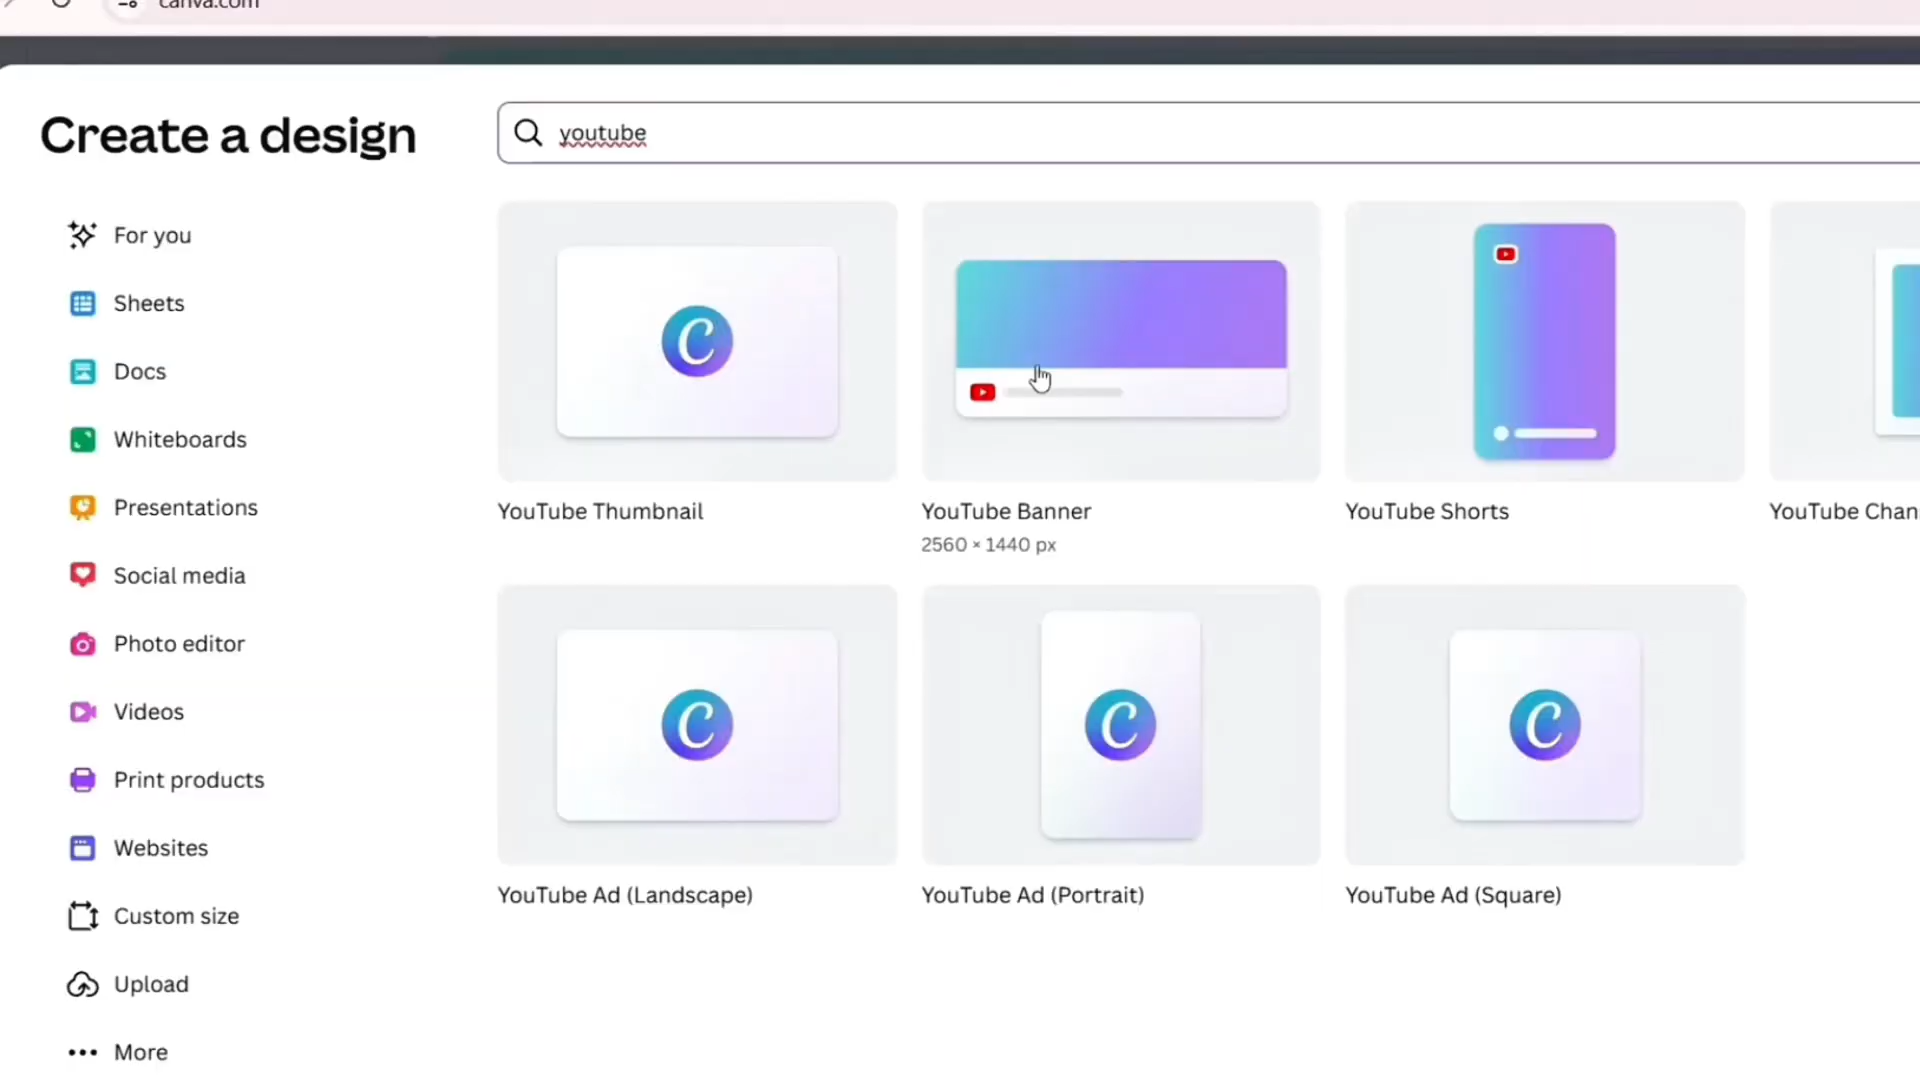 canva.com
Create a design
youtube
For you
Sheets
Docs
Whiteboards
Presentations
Social media
Photo editor
Videos
Print products
Websites
Custom size
Upload
More
YouTube Thumbnail
YouTube Banner
2560 × 1440 px
YouTube Shorts
YouTube Chan
YouTube Ad (Landscape)
YouTube Ad (Portrait)
YouTube Ad (Square)